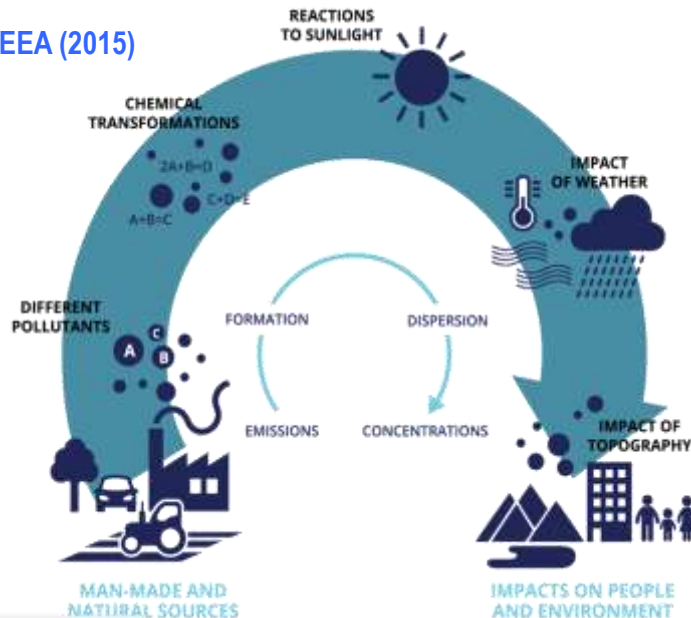 EEA (2015)
REACTIONS
TO SUNLIGHT
CHEMICAL
TRANSFORMATIONS
2A+B=D
C+D=E
A+B=C
IMPACT
OF WEATHER
DIFFERENT
POLLUTANTS
C
A
B
FORMATION
DISPERSION
EMISSIONS
CONCENTRATIONS
IMPACT OF
TOPOGRAPHY
MAN-MADE AND
NATURAL SOURCES
IMPACTS ON PEOPLE
AND ENVIRONMENT